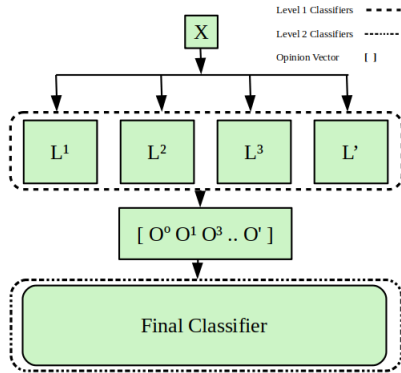 Level 1 Classifiers
X
Level 2 Classifiers
Opinion Vector [ ]
L¹ L² L³ L’
[ O⁰ O¹ O³ .. O' ]
Final Classifier